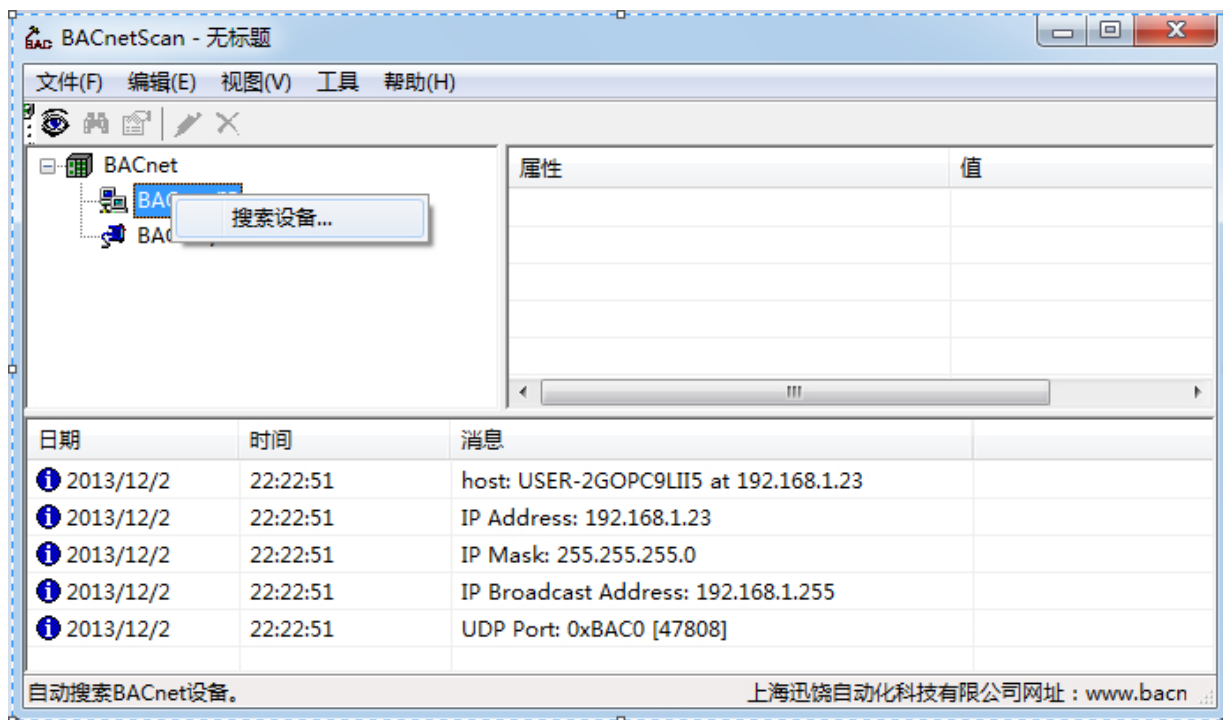 BACnetScan - 无标题
文件(F) 编辑(E) 视图(V) 工具 帮助(H)
BACnet
搜索设备...
属性 值
日期 时间 消息
2013/12/2 22:22:51 host: USER-2GOPC9LII5 at 192.168.1.23
2013/12/2 22:22:51 IP Address: 192.168.1.23
2013/12/2 22:22:51 IP Mask: 255.255.255.0
2013/12/2 22:22:51 IP Broadcast Address: 192.168.1.255
2013/12/2 22:22:51 UDP Port: 0xBAC0 [47808]
自动搜索BACnet设备。 上海迅饶自动化科技有限公司网址：www.bacn